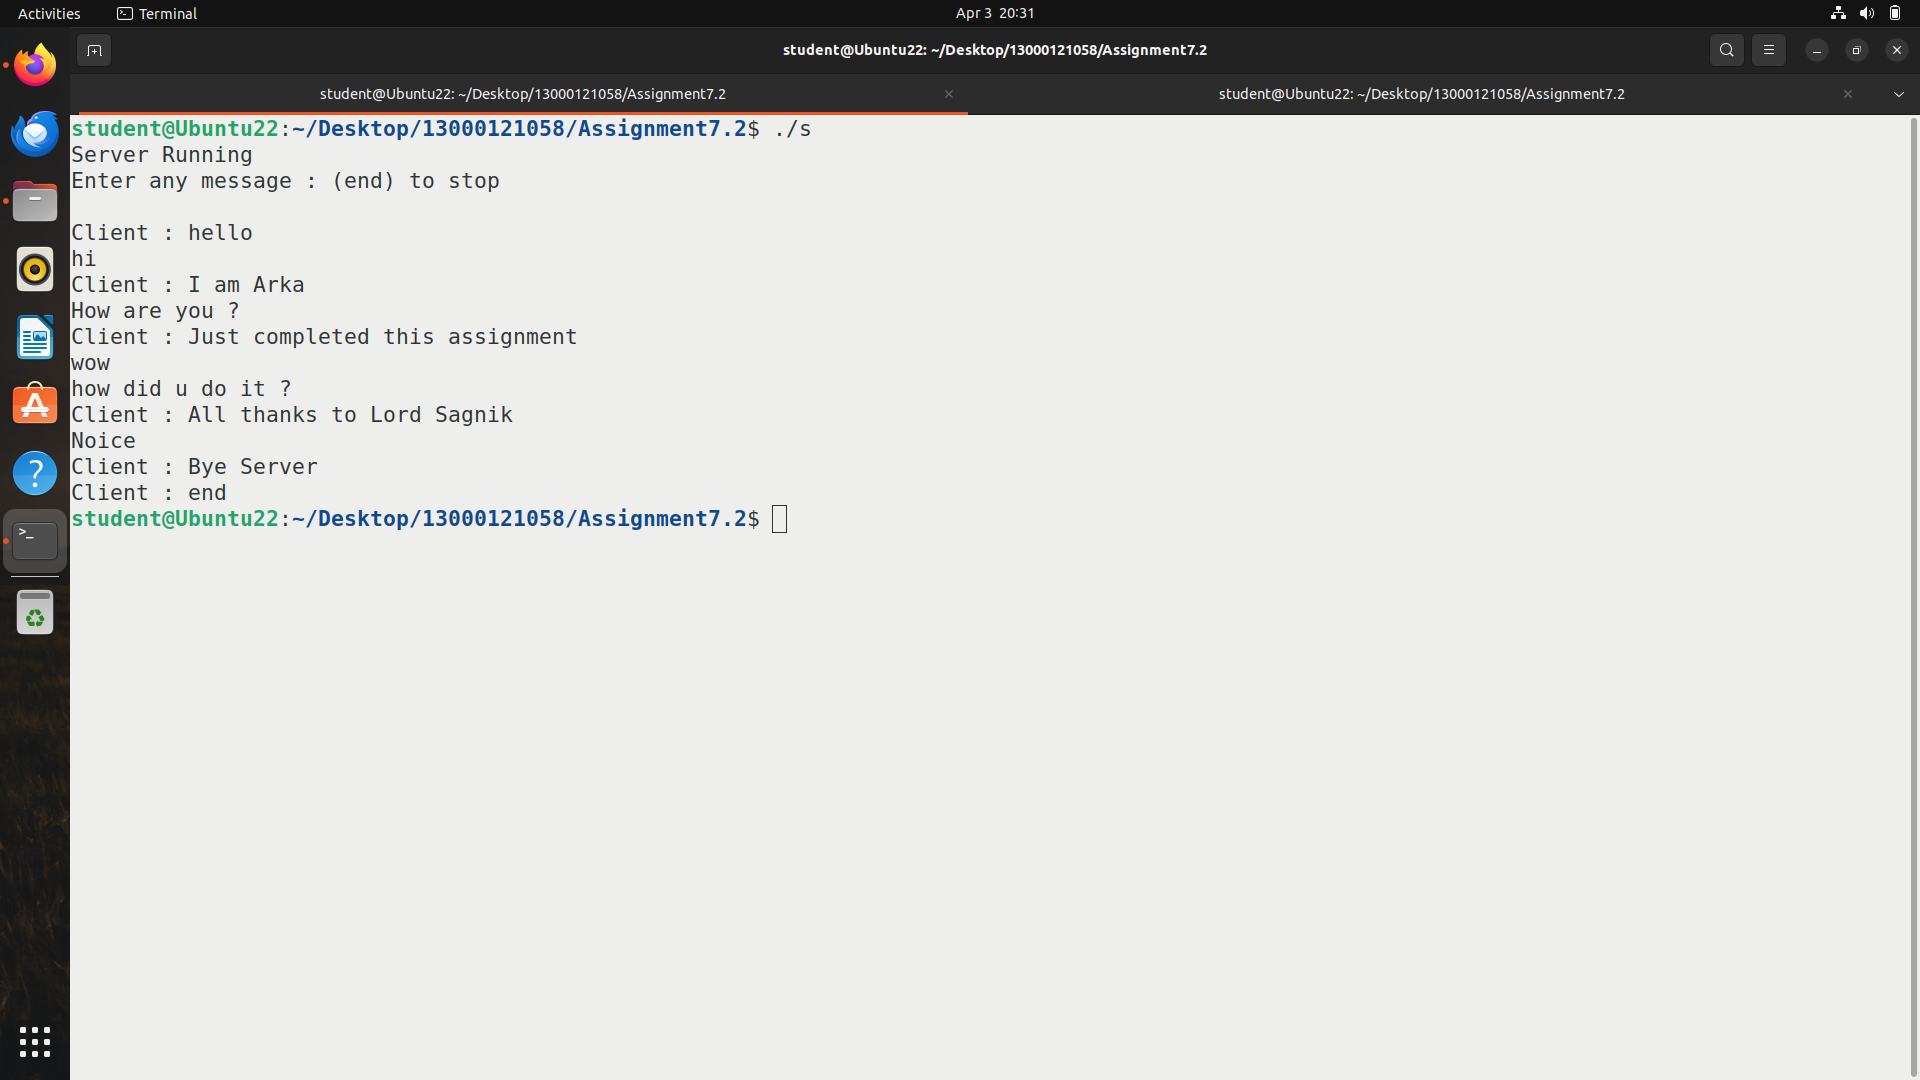 Activities Terminal Apr 3 20:31
student@Ubuntu22: ~/Desktop/13000121058/Assignment7.2
student@Ubuntu22: ~/Desktop/13000121058/Assignment7.2 student@Ubuntu22: ~/Desktop/13000121058/Assignment7.2
student@Ubuntu22:~/Desktop/13000121058/Assignment7.2$ ./s
Server Running
Enter any message : (end) to stop
Client : hello
hi
Client : I am Arka
How are you ?
Client : Just completed this assignment
wow
how did u do it ?
Client : All thanks to Lord Sagnik
Noice
Client : Bye Server
Client : end
student@Ubuntu22:~/Desktop/13000121058/Assignment7.2$